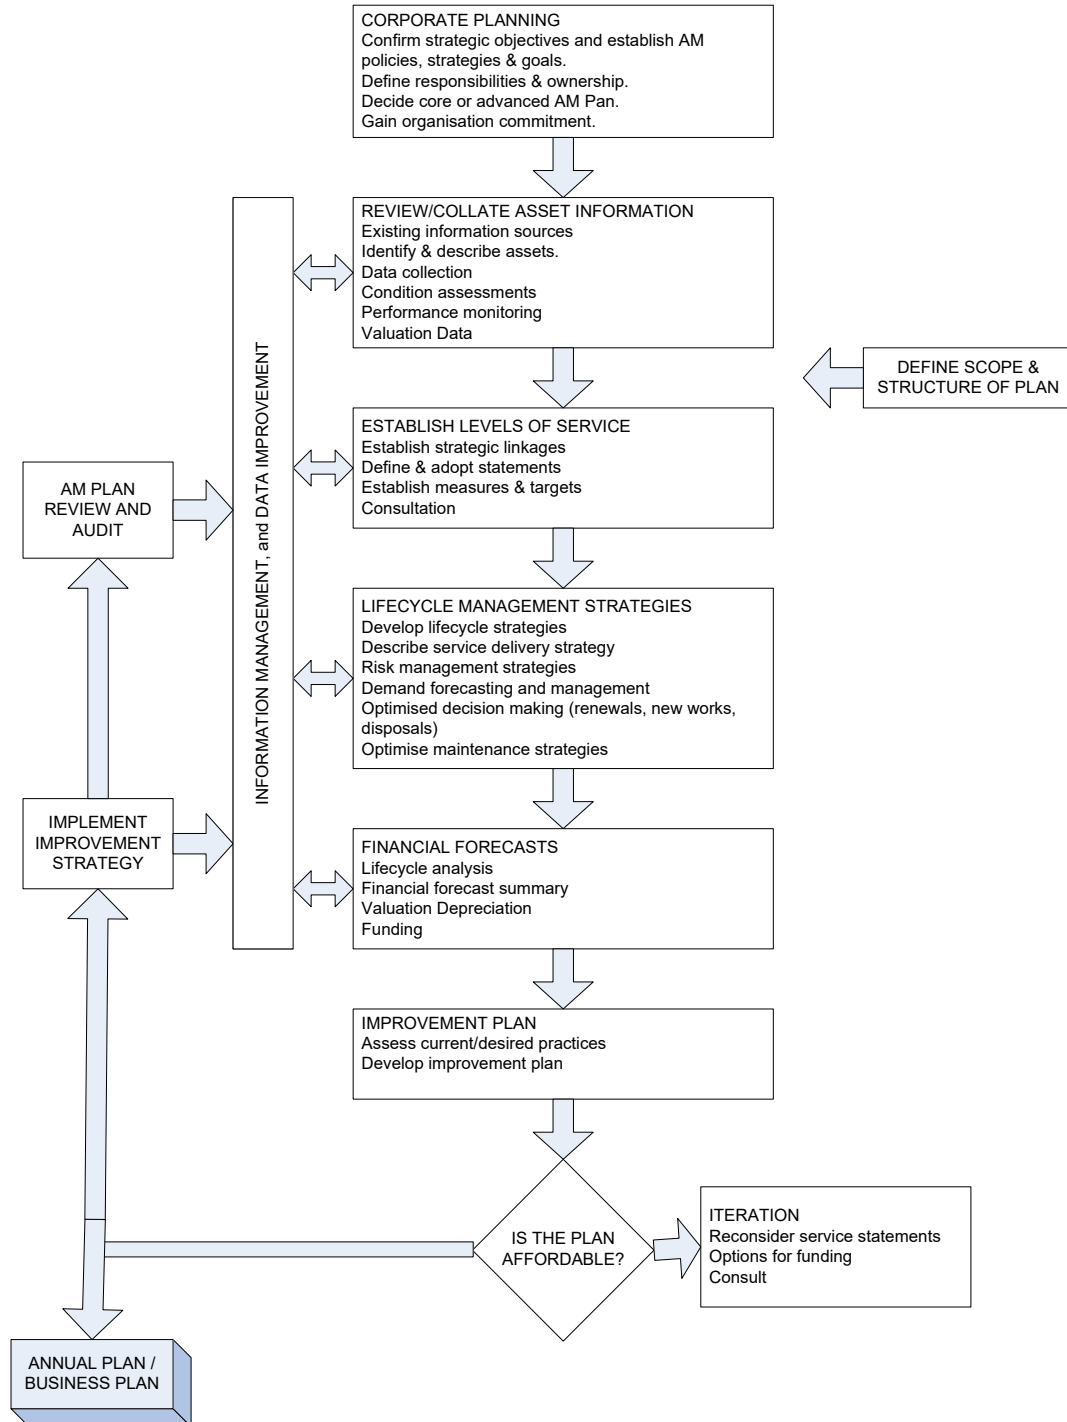 CORPORATE PLANNING
Confirm strategic objectives and establish AM
policies, strategies & goals.
Define responsibilities & ownership.
Decide core or advanced AM Pan.
Gain organisation commitment.
REVIEW/COLLATE ASSET INFORMATION
Existing information sources
Identify & describe assets.
Data collection
Condition assessments
Performance monitoring
Valuation Data
DEFINE SCOPE &
STRUCTURE OF PLAN
ESTABLISH LEVELS OF SERVICE
Establish strategic linkages
Define & adopt statements
Establish measures & targets
Consultation
AM PLAN
REVIEW AND
AUDIT
INFORMATION MANAGEMENT, and DATA IMPROVEMENT
LIFECYCLE MANAGEMENT STRATEGIES
Develop lifecycle strategies
Describe service delivery strategy
Risk management strategies
Demand forecasting and management
Optimised decision making (renewals, new works,
disposals)
Optimise maintenance strategies
IMPLEMENT
IMPROVEMENT
STRATEGY
FINANCIAL FORECASTS
Lifecycle analysis
Financial forecast summary
Valuation Depreciation
Funding
IMPROVEMENT PLAN
Assess current/desired practices
Develop improvement plan
IS THE PLAN
AFFORDABLE?
ITERATION
Reconsider service statements
Options for funding
Consult
ANNUAL PLAN /
BUSINESS PLAN